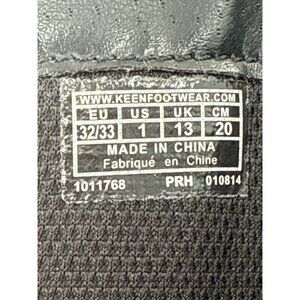 WWW.KEENFOOTWEAR.COM
EU US UK CM
32/33 1 13 20
MADE IN CHINA
Fabriqué en Chine
1011768 PRH 010814